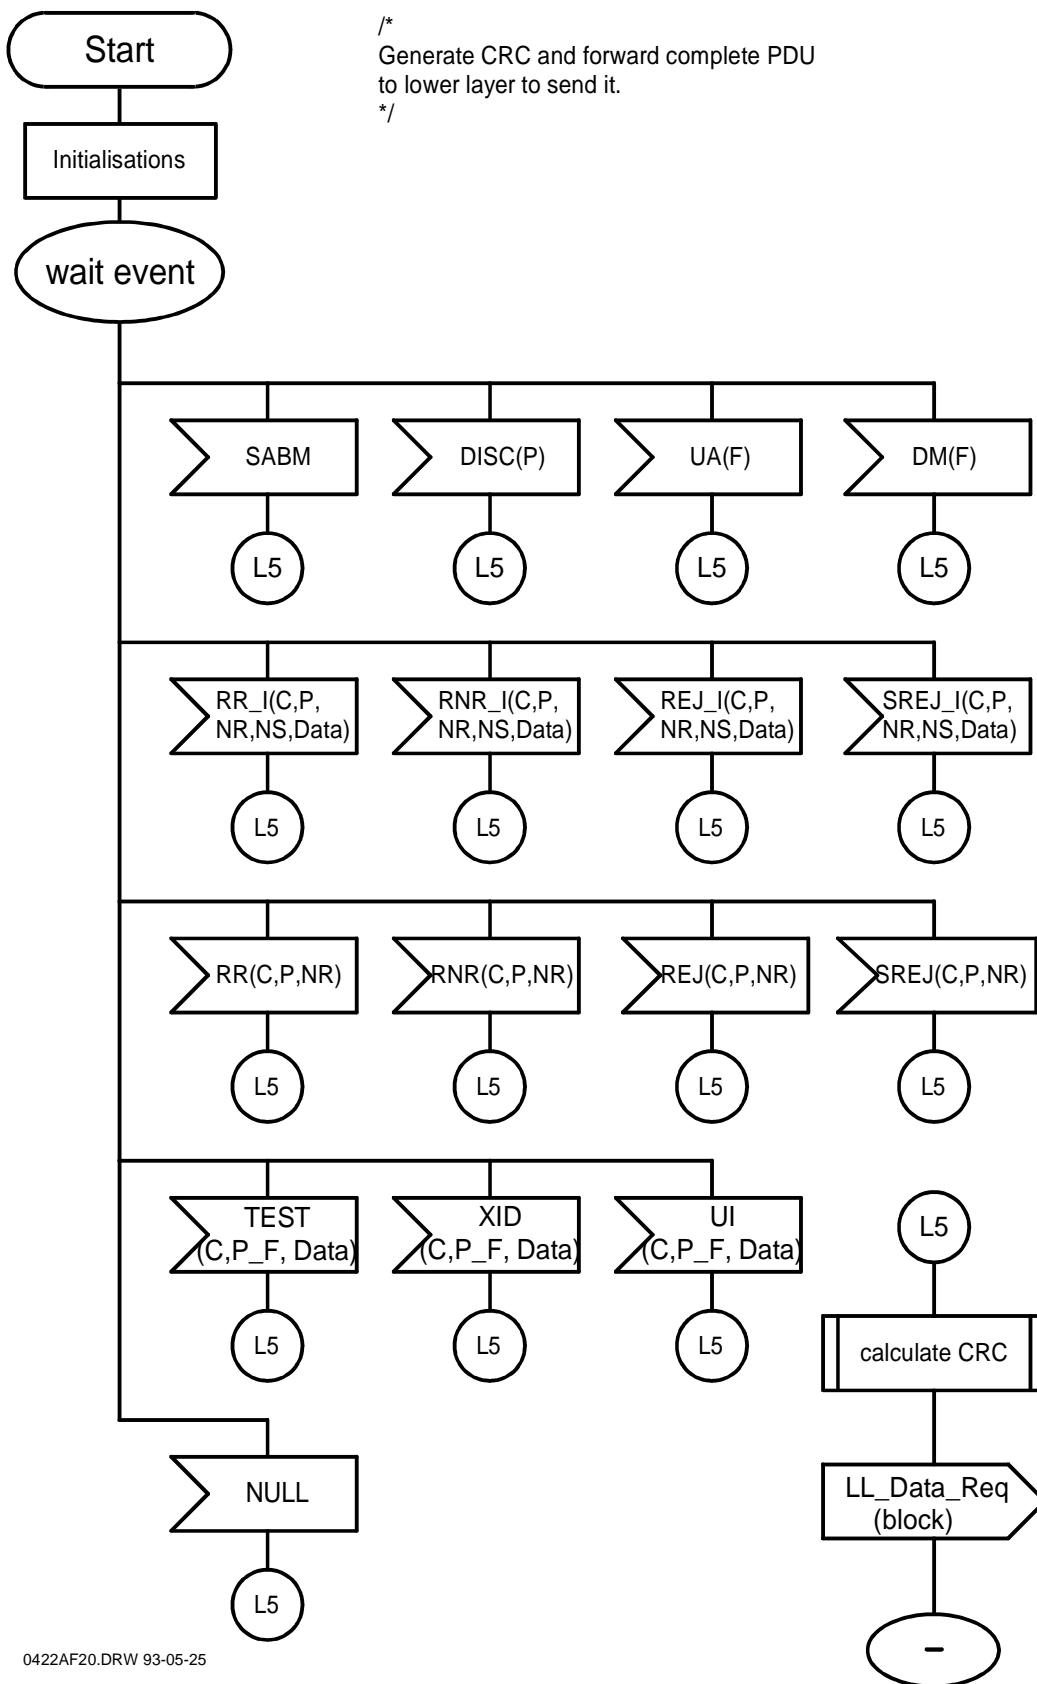 Start
/*
Generate CRC and forward complete PDU
to lower layer to send it.
*/
Initialisations
wait event
SABM
DISC(P)
UA(F)
DM(F)
L5
L5
L5
L5
RR_I(C,P,
NR,NS,Data)
RNR_I(C,P,
NR,NS,Data)
REJ_I(C,P,
NR,NS,Data)
SREJ_I(C,P,
NR,NS,Data)
L5
L5
L5
L5
RR(C,P,NR)
RNR(C,P,NR)
REJ(C,P,NR)
SREJ(C,P,NR)
L5
L5
L5
L5
TEST
(C,P_F, Data)
XID
(C,P_F, Data)
UI
(C,P_F, Data)
L5
L5
L5
L5
calculate CRC
NULL
LL_Data_Req
(block)
L5
–
0422AF20.DRW 93-05-25